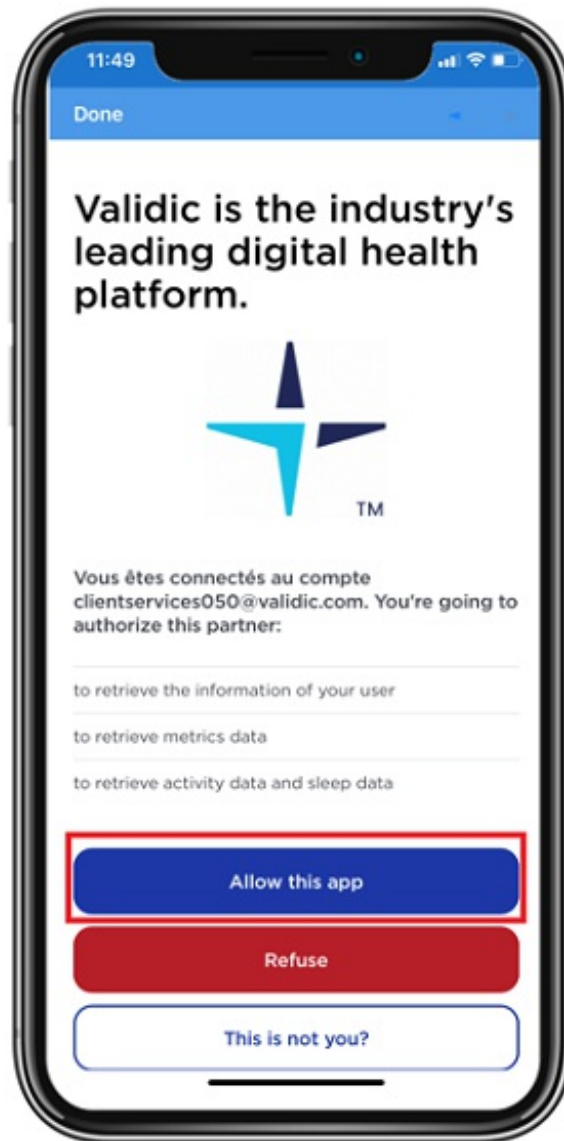 11:49
Done
Validic is the industry's
leading digital health
platform.
TM
Vous êtes connectés au compte
clientservices050@validic.com. You're going to
authorize this partner:
to retrieve the information of your user
to retrieve metrics data
to retrieve activity data and sleep data
Allow this app
Refuse
This is not you?